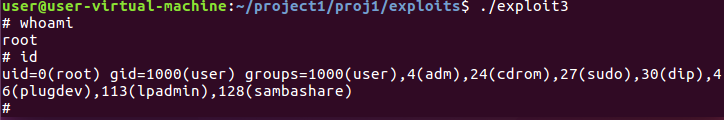 user@user-virtual-machine:~/project1/proj1/exploits$ ./exploit3
# whoami
root
# id
uid=0(root) gid=1000(user) groups=1000(user),4(adm),24(cdrom),27(sudo),30(dip),4
6(plugdev),113(lpadmin),128(sambashare)
#